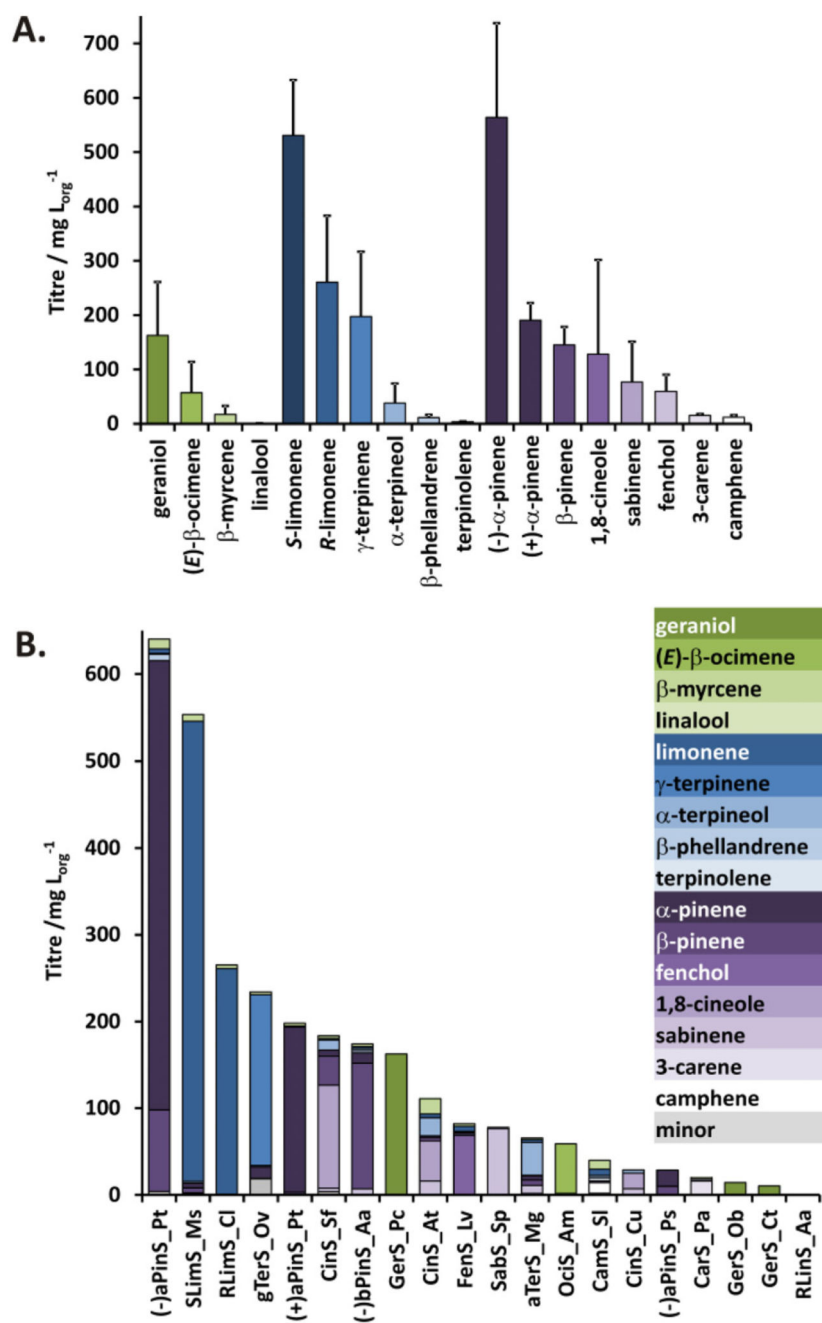 A.
Titre / mg Lorg-1
700
600
500
400
300
200
100
0
geraniol
(E)-β-ocimene
β-myrcene
linalool
S-limonene
R-limonene
γ-terpinene
α-terpineol
β-phellandrene
terpinolene
(-)-α-pinene
(+)-α-pinene
β-pinene
1,8-cineole
sabinene
fenchol
3-carene
camphene
B.
Titre /mg Lorg-1
600
500
400
300
200
100
0
(-)aPinS_Pt
SLimS_Ms
RLimS_Cl
gTerS_Ov
(+)aPinS_Pt
CinS_Sf
(-)bPinS_Aa
GerS_Pc
CinS_At
FenS_Lv
SabS_Sp
aTerS_Mg
OciS_Am
CamS_Sl
CinS_Cu
(-)aPinS_Ps
CarS_Pa
GerS_Ob
GerS_Ct
RLinS_Aa
geraniol
(E)-β-ocimene
β-myrcene
linalool
limonene
γ-terpinene
α-terpineol
β-phellandrene
terpinolene
α-pinene
β-pinene
fenchol
1,8-cineole
sabinene
3-carene
camphene
minor